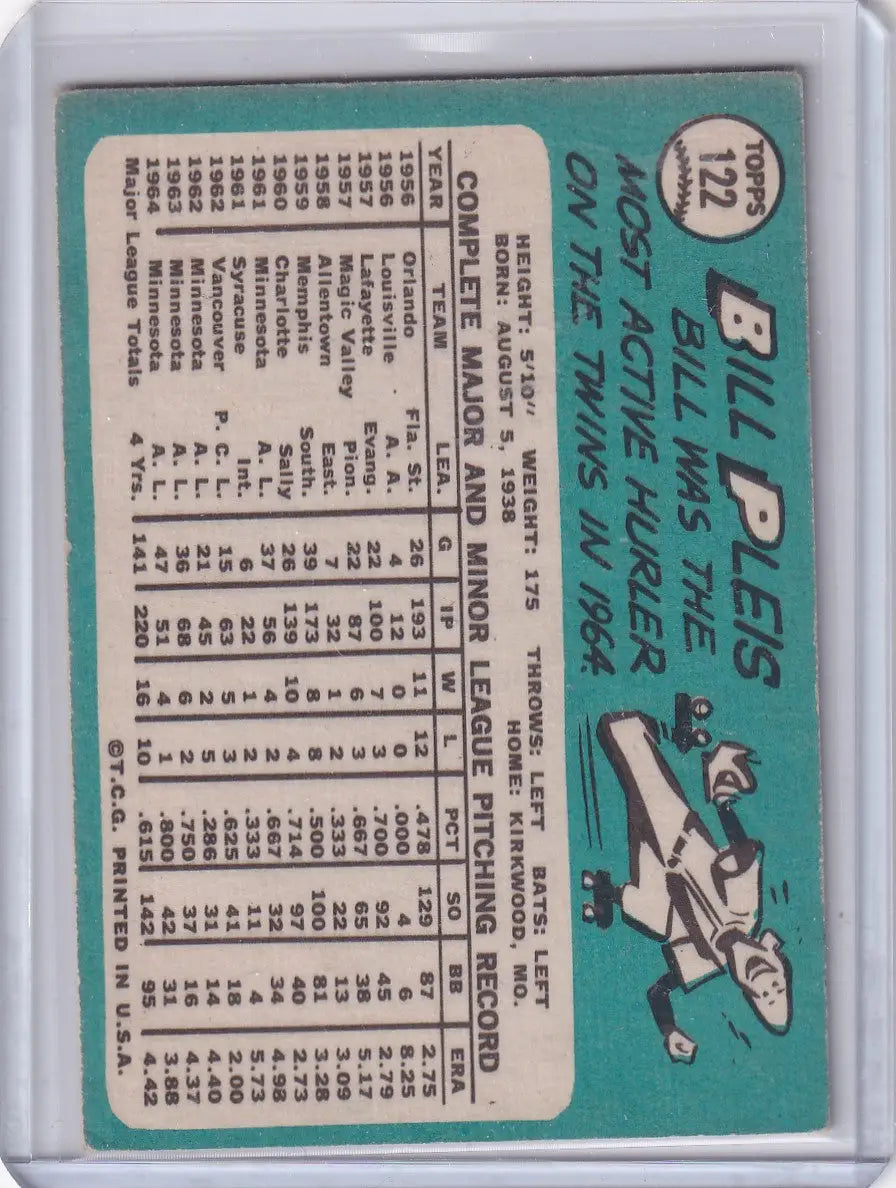 TOPPS
122
BILL PLEIS
BILL WAS THE
MOST ACTIVE HURLER
ON THE TWINS IN 1964.
HEIGHT: 5'10" WEIGHT: 175 THROWS: LEFT BATS: LEFT
BORN: AUGUST 5, 1938 HOME: KIRKWOOD, MO.
COMPLETE MAJOR AND MINOR LEAGUE PITCHING RECORD
YEAR TEAM LEA. G IP W L PCT SO BB ERA
1956 Orlando Fla. St. 26 193 11 12 .478 129 87 2.75
1956 Louisville A. A. 4 12 0 0 .000 4 6 8.25
1957 Lafayette Evang. 22 100 7 3 .700 92 45 2.79
1957 Magic Valley Pion. 22 87 6 3 .667 65 38 5.17
1958 Allentown East. 7 32 1 2 .333 22 13 3.09
1959 Memphis South. 39 173 8 8 .500 100 81 3.28
1960 Charlotte Sally 26 139 10 4 .714 97 40 2.73
1961 Minnesota A. L. 37 56 4 2 .667 32 34 4.98
1961 Syracuse Int. 6 22 1 2 .333 11 4 5.73
1962 Vancouver P. C. L. 15 63 5 3 .625 41 18 2.00
1962 Minnesota A. L. 21 45 2 5 .286 31 14 4.40
1963 Minnesota A. L. 36 68 6 2 .750 37 16 4.37
1964 Minnesota A. L. 47 51 4 1 .800 42 31 3.88
Major League Totals 4 Yrs. 141 220 16 10 .615 142 95 4.42
©T.C.G. PRINTED IN U.S.A.